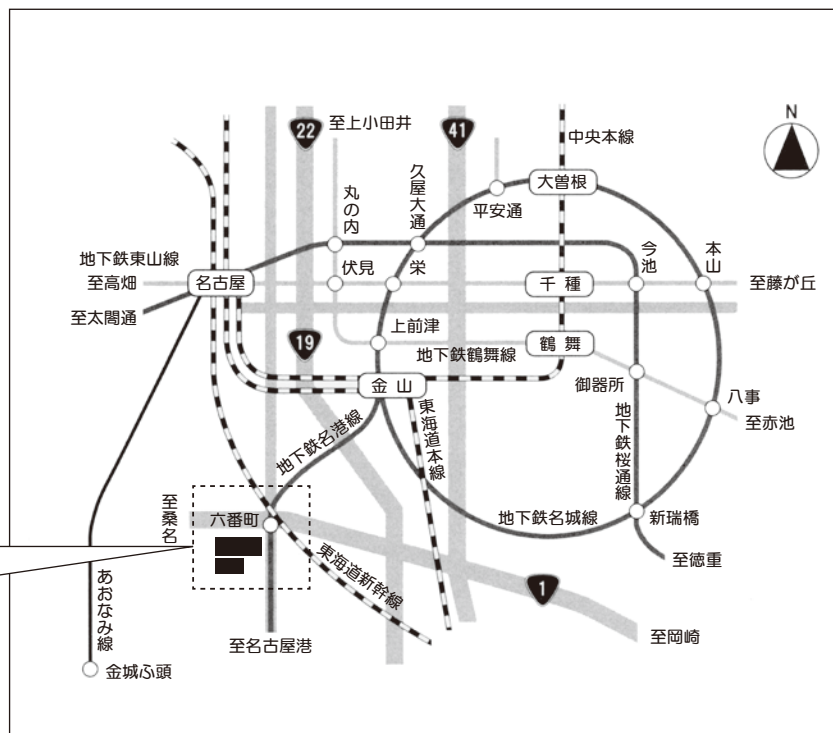 N
22
至上小田井
41
中央本線
大曽根
平安通
久屋大通
丸の内
今池
本山
地下鉄東山線
至高畑
名古屋
伏見
栄
千種
至藤が丘
至太閤通
19
上前津
地下鉄鶴舞線
鶴舞
金山
御器所
八事
至赤池
地下鉄名港線
東海道本線
地下鉄桜通線
至桑名
六番町
地下鉄名城線
新瑞橋
東海道新幹線
至徳重
あおなみ線
1
至名古屋港
至岡崎
金城ふ頭